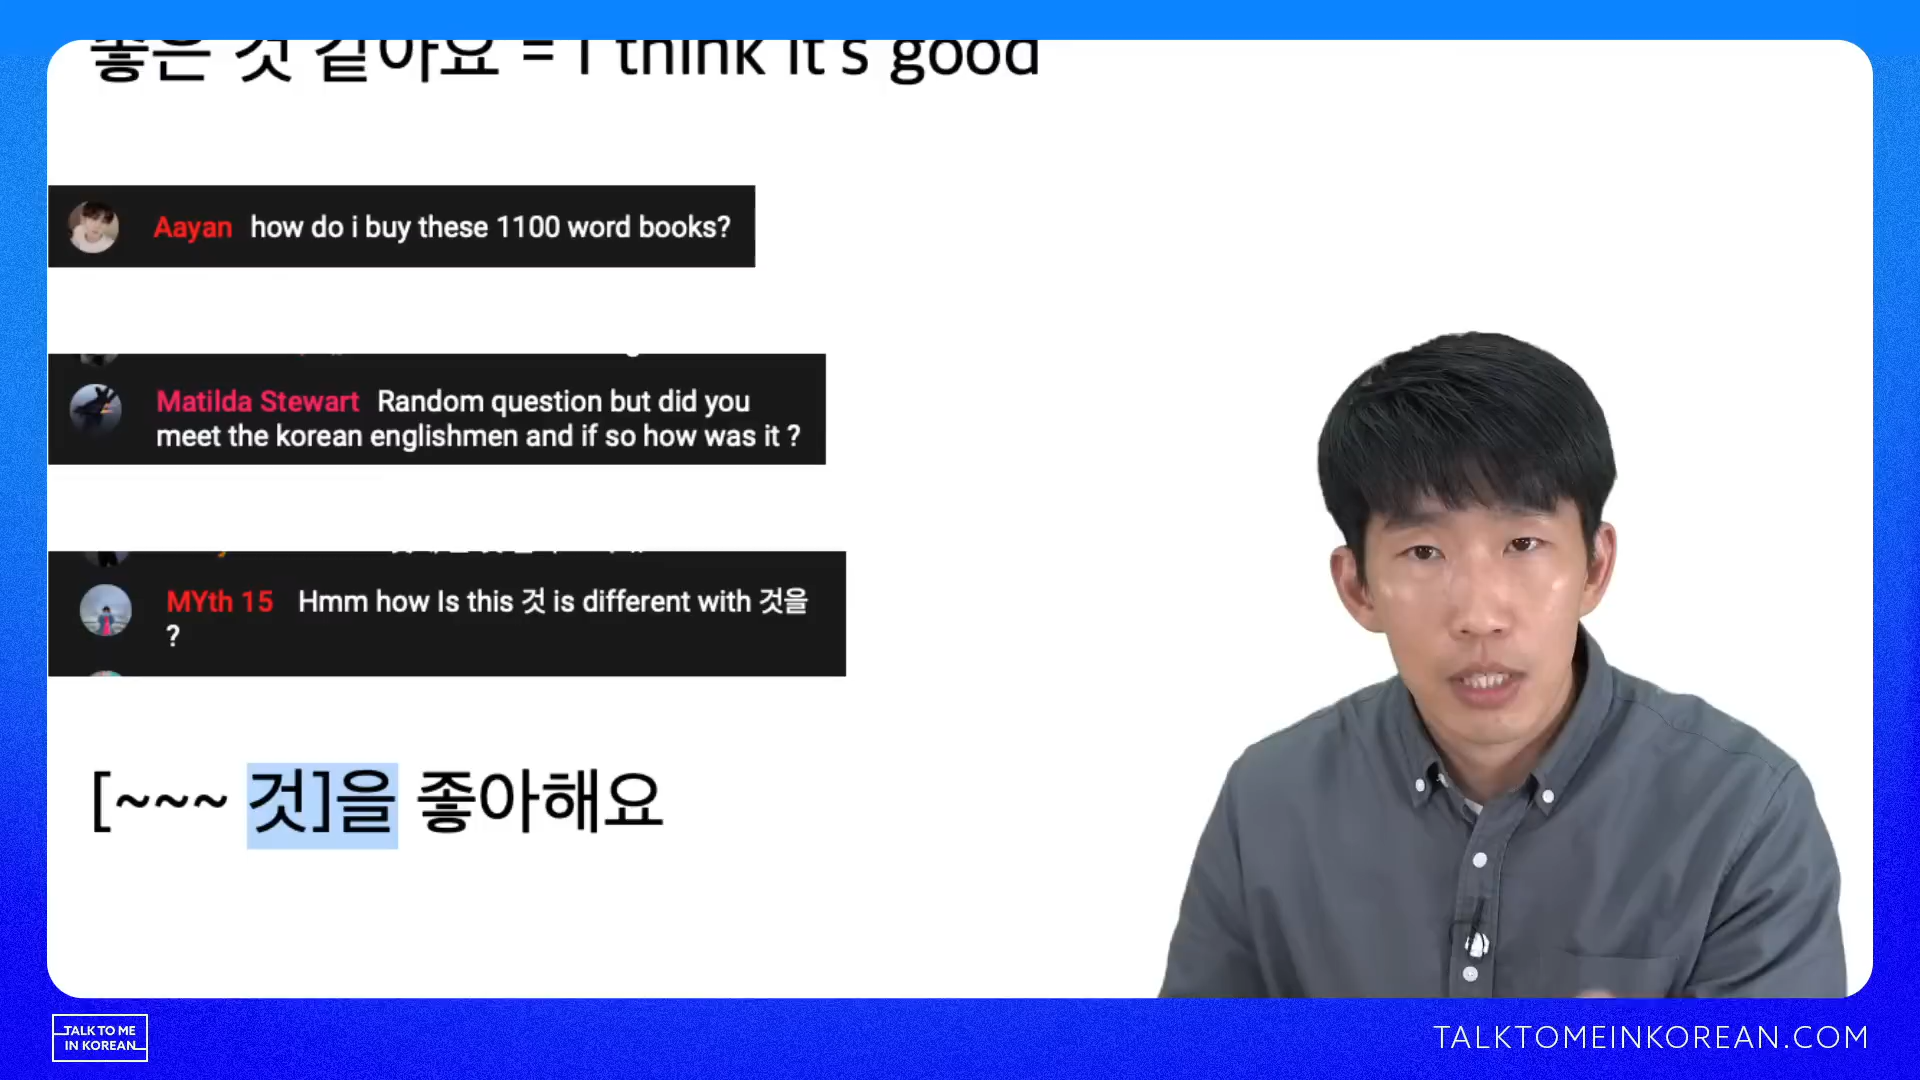 좋은 것 같아요 = I think it's good
Aayan how do i buy these 1100 word books?
Matilda Stewart Random question but did you
meet the korean englishmen and if so how was it ?
MYth 15 Hmm how Is this 것 is different with 것을
?
[~~~ 것]을 좋아해요
TALK TO ME
IN KOREAN
TALKTOMEINKOREAN.COM